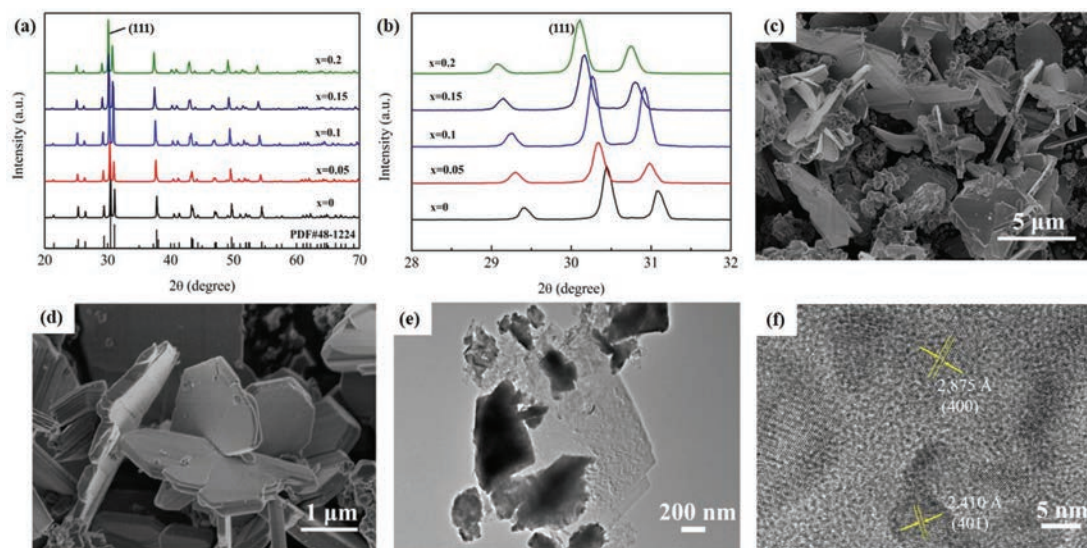 (a)
(111)
x=0.2
x=0.15
x=0.1
x=0.05
x=0
PDF#48-1224
Intensity (a.u.)
20 30 40 50 60 70
2θ (degree)
(b)
(111)
x=0.2
x=0.15
x=0.1
x=0.05
x=0
Intensity (a.u.)
28 29 30 31 32
2θ (degree)
(c)
5 μm
(d)
1 μm
(e)
200 nm
(f)
2.875 Å
(400)
2.410 Å
(401)
5 nm